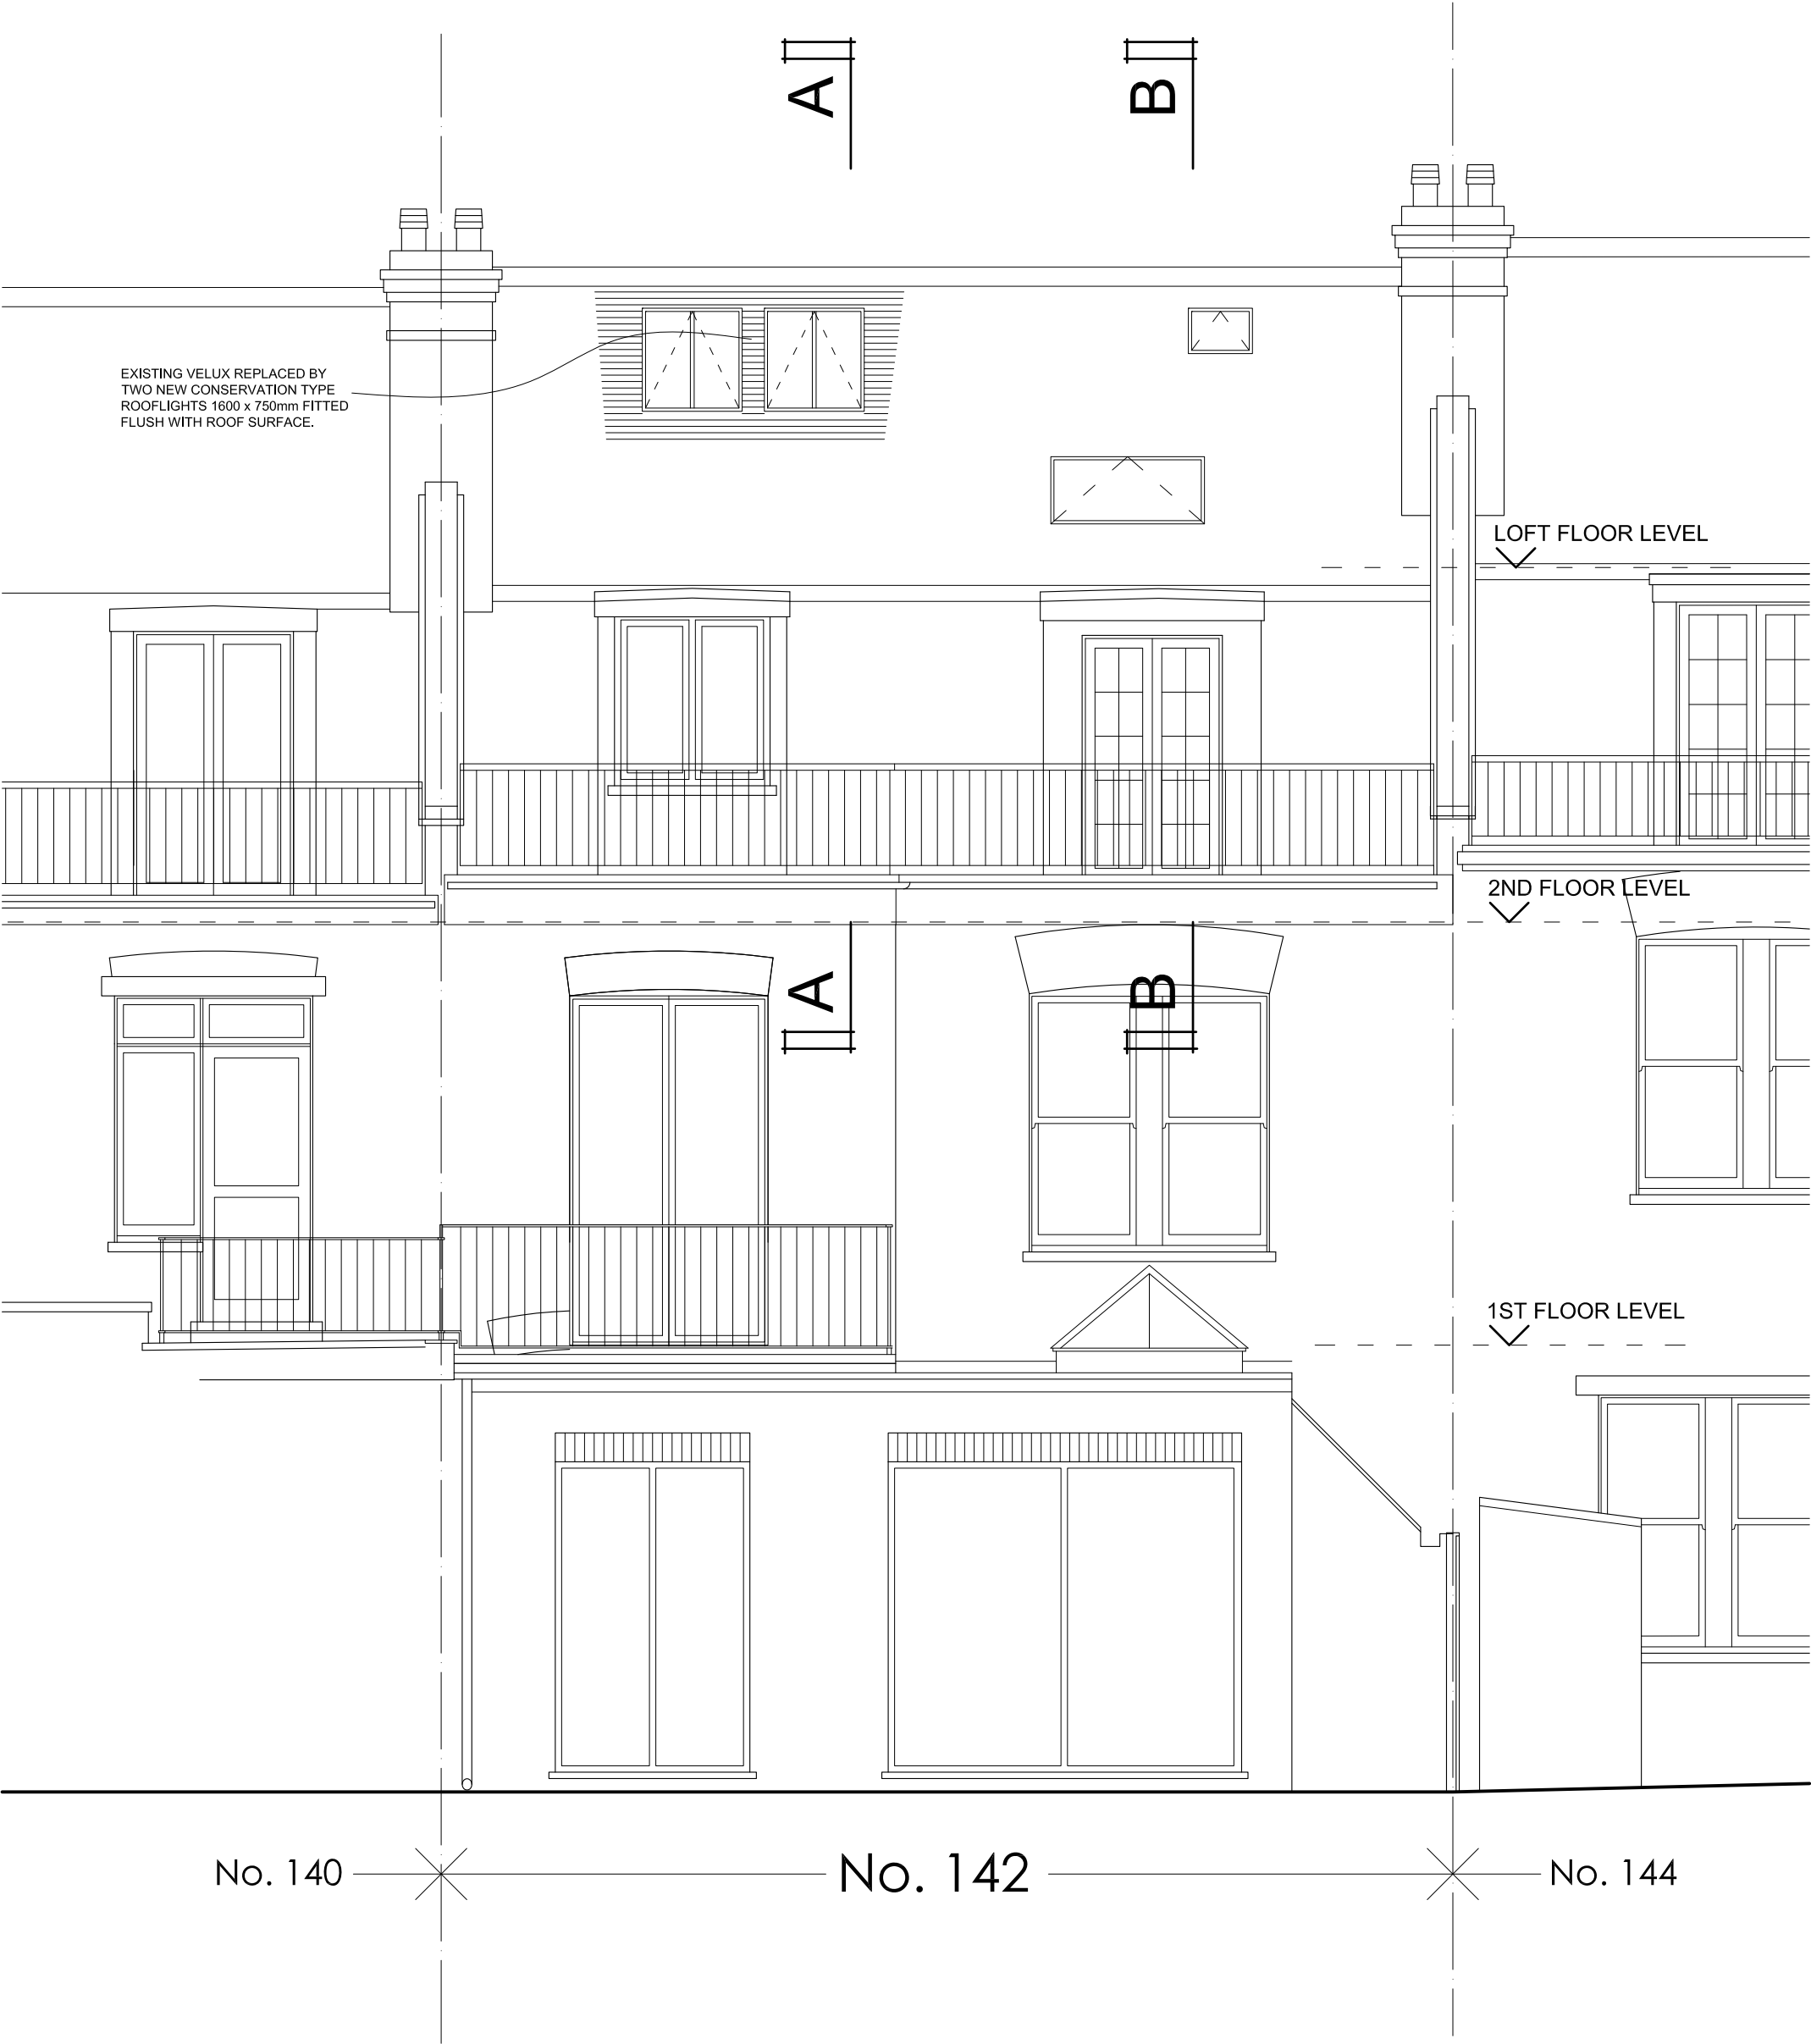 A
B
EXISTING VELUX REPLACED BY
TWO NEW CONSERVATION TYPE
ROOFLIGHTS 1600 x 750mm FITTED
FLUSH WITH ROOF SURFACE.
LOFT FLOOR LEVEL
2ND FLOOR LEVEL
A
B
1ST FLOOR LEVEL
No. 140
No. 142
No. 144